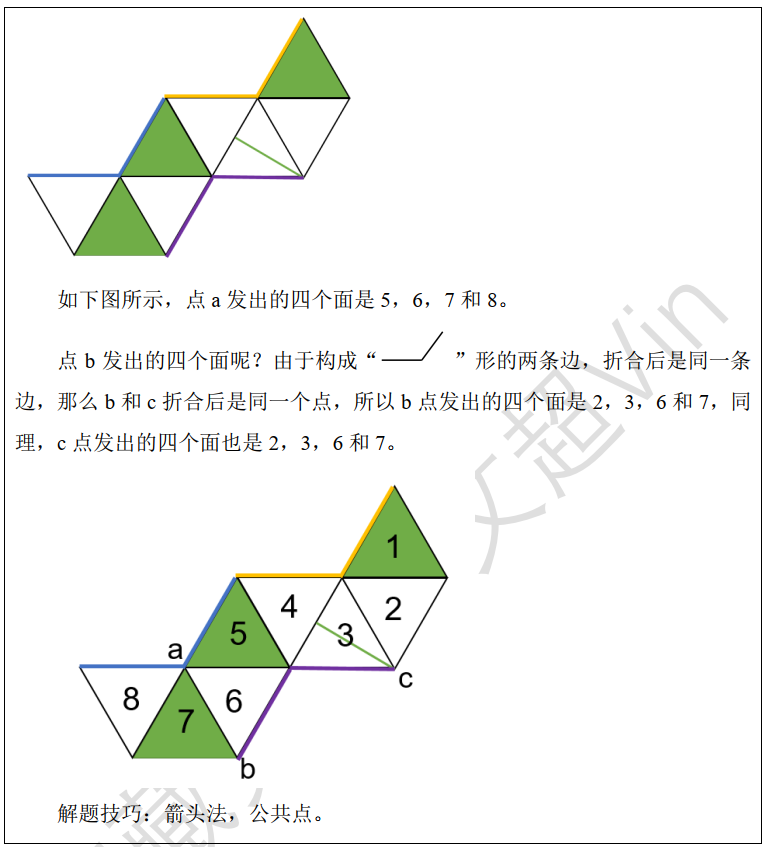 如下图所示，点 a 发出的四个面是 5，6，7 和 8。
点 b 发出的四个面呢？由于构成“ ”形的两条边，折合后是同一条
边，那么 b 和 c 折合后是同一个点，所以 b 点发出的四个面是 2，3，6 和 7，同
理，c 点发出的四个面也是 2，3，6 和 7。
1
4
2
5
3
a
c
8
6
7
b
解题技巧：箭头法，公共点。
超Vin